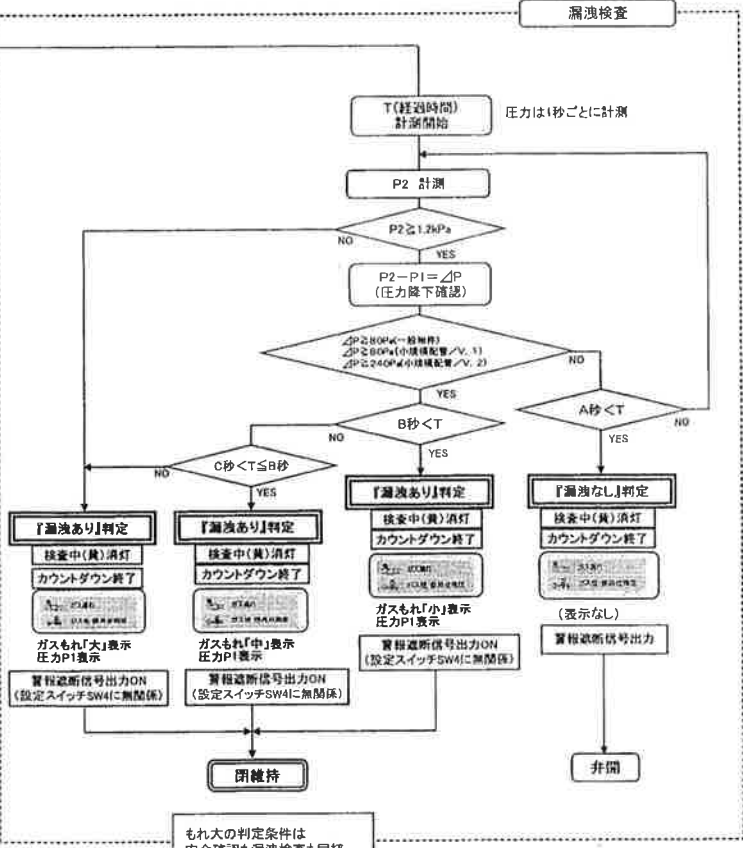 漏洩検査
T(経過時間)
計測開始
圧力は1秒ごとに計測
P2 計測
P2≧1.2kPa
NO
YES
P2-P1=⊿P
(圧力降下確認)
⊿P≧80Pa(一般物件)
⊿P≧80Pa(小規模配管/V. 1)
⊿P≧240Pa(小規模配管/V. 2)
NO
YES
B秒<T
A秒<T
NO
YES
YES
NO
C秒<T≦B秒
NO
YES
『漏洩あり』判定
検査中(黄)消灯
カウントダウン終了
ガスもれ「大」表示
圧力P1表示
警報遮断信号出力ON
(設定スイッチSW4に無関係)
『漏洩あり』判定
検査中(黄)消灯
カウントダウン終了
ガスもれ「中」表示
圧力P1表示
警報遮断信号出力ON
(設定スイッチSW4に無関係)
『漏洩あり』判定
検査中(黄)消灯
カウントダウン終了
ガスもれ「小」表示
圧力P1表示
警報遮断信号出力ON
(設定スイッチSW4に無関係)
『漏洩なし』判定
検査中(黄)消灯
カウントダウン終了
(表示なし)
警報遮断信号出力
閉維持
弁開
もれ大の判定条件は